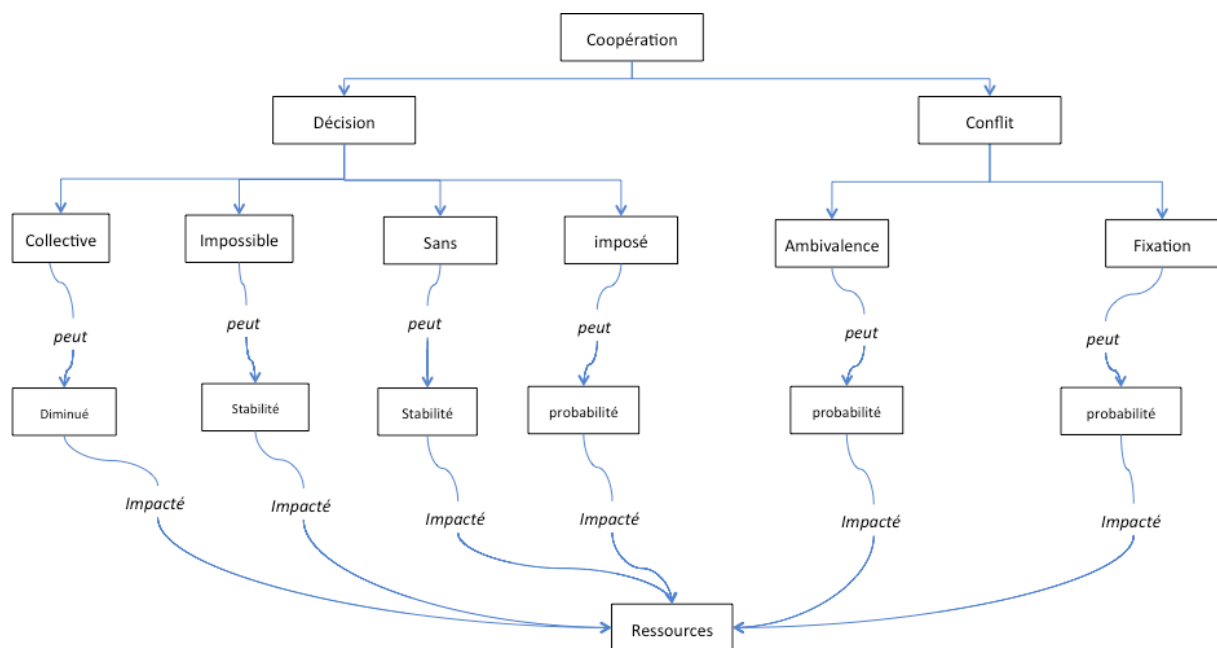 Coopération
Décision
Conflit
Collective
Impossible
Sans
imposé
Ambivalence
Fixation
peut
peut
peut
peut
peut
peut
Diminué
Stabilité
Stabilité
probabilité
probabilité
probabilité
Impacté
Impacté
Impacté
Impacté
Impacté
Impacté
Ressources